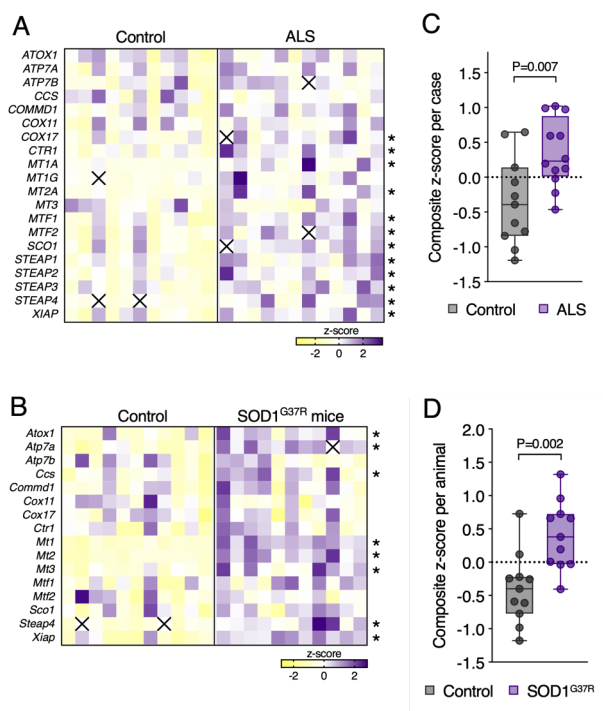 A
Control ALS
ATOX1
ATP7A
ATP7B
CCS
COMMD1
COX11
COX17 *
CTR1 *
MT1A *
MT1G
MT2A *
MT3
MTF1 *
MTF2 *
SCO1 *
STEAP1 *
STEAP2 *
STEAP3 *
STEAP4 *
XIAP *
z-score
-2 0 2
B
Control SOD1G37R mice
Atox1 *
Atp7a *
Atp7b
Ccs *
Commd1
Cox11
Cox17
Ctr1
Mt1 *
Mt2 *
Mt3 *
Mtf1
Mtf2
Sco1
Steap4 *
Xiap *
z-score
-2 0 2
C
P=0.007
Composite z-score per case
1.5
1.0
0.5
0.0
-0.5
-1.0
-1.5
Control ALS
D
P=0.002
Composite z-score per animal
2.0
1.5
1.0
0.5
0.0
-0.5
-1.0
-1.5
Control SOD1G37R